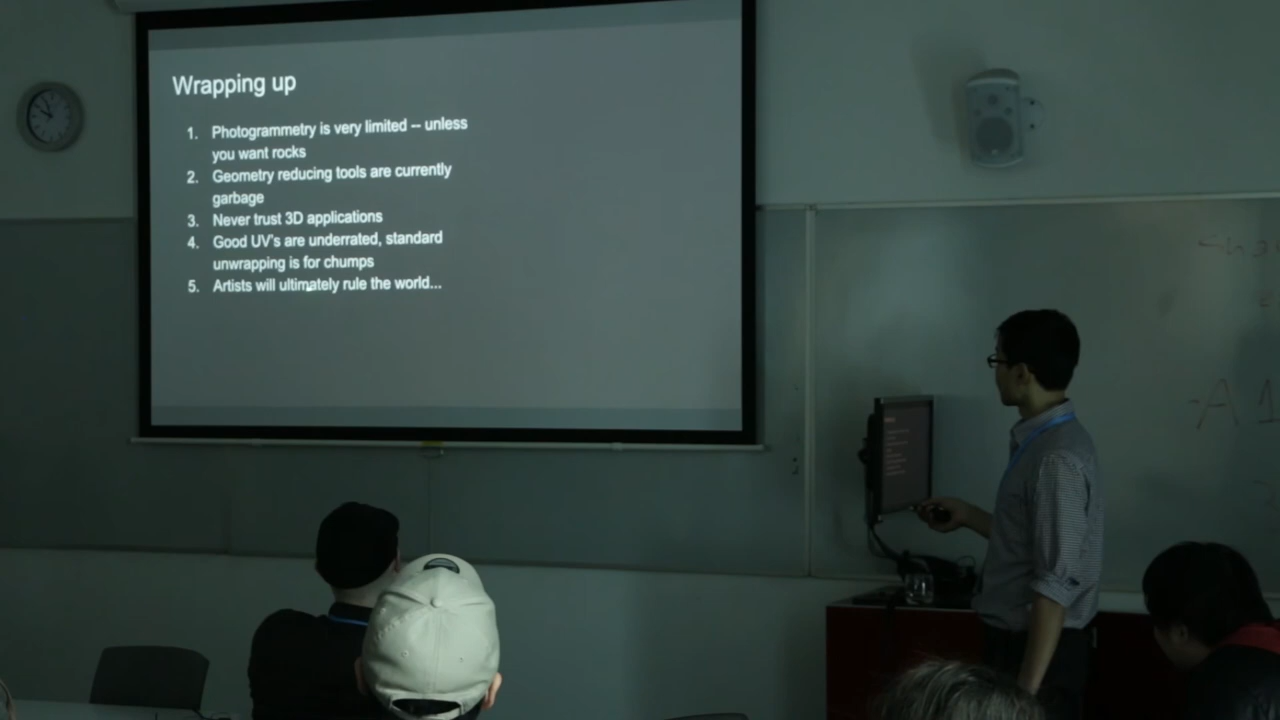 Wrapping up
1. Photogrammetry is very limited -- unless
you want rocks
2. Geometry reducing tools are currently
garbage
3. Never trust 3D applications
4. Good UV's are underrated, standard
unwrapping is for chumps
5. Artists will ultimately rule the world...